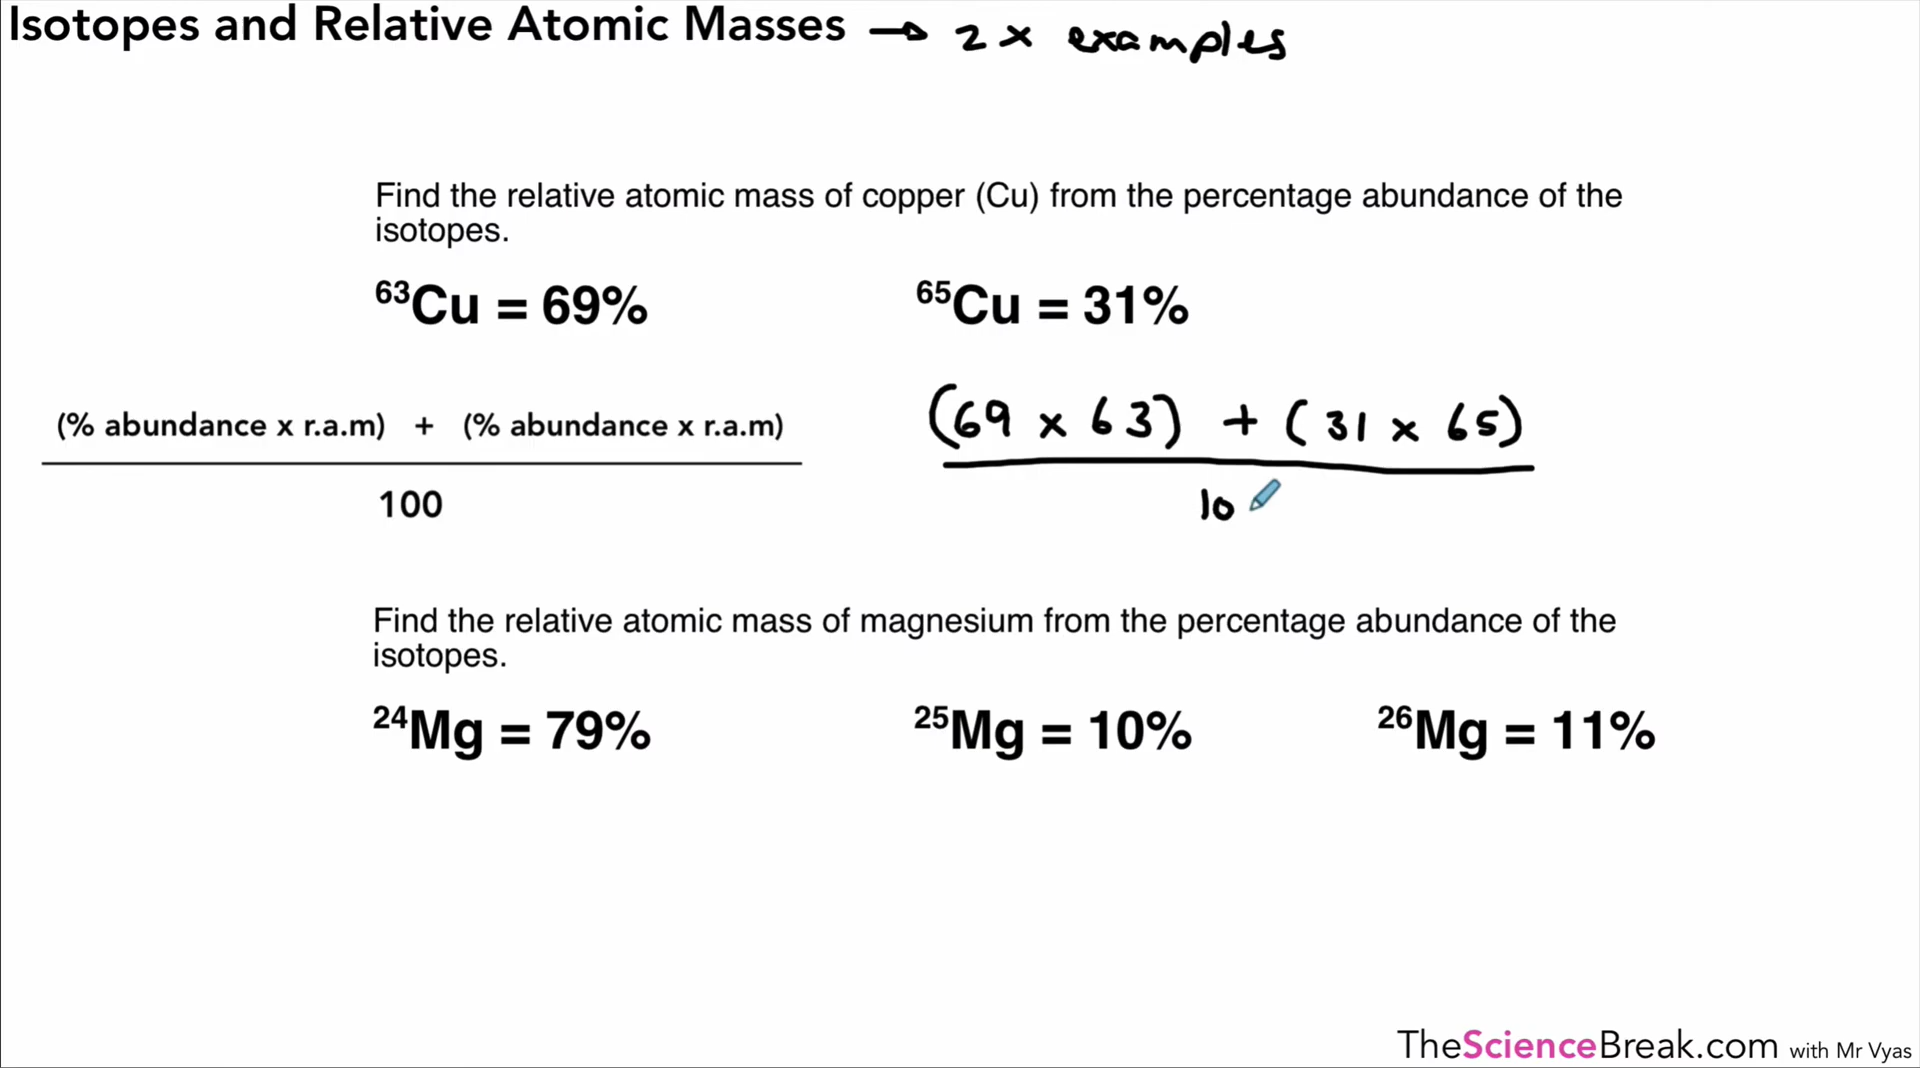 Isotopes and Relative Atomic Masses → 2 x examples
Find the relative atomic mass of copper (Cu) from the percentage abundance of the
isotopes.
⁶³Cu = 69% ⁶⁵Cu = 31%
(% abundance x r.a.m) + (% abundance x r.a.m)
100
(69 x 63) + (31 x 65)
10
Find the relative atomic mass of magnesium from the percentage abundance of the
isotopes.
²⁴Mg = 79% ²⁵Mg = 10% ²⁶Mg = 11%
TheScienceBreak.com with Mr Vyas